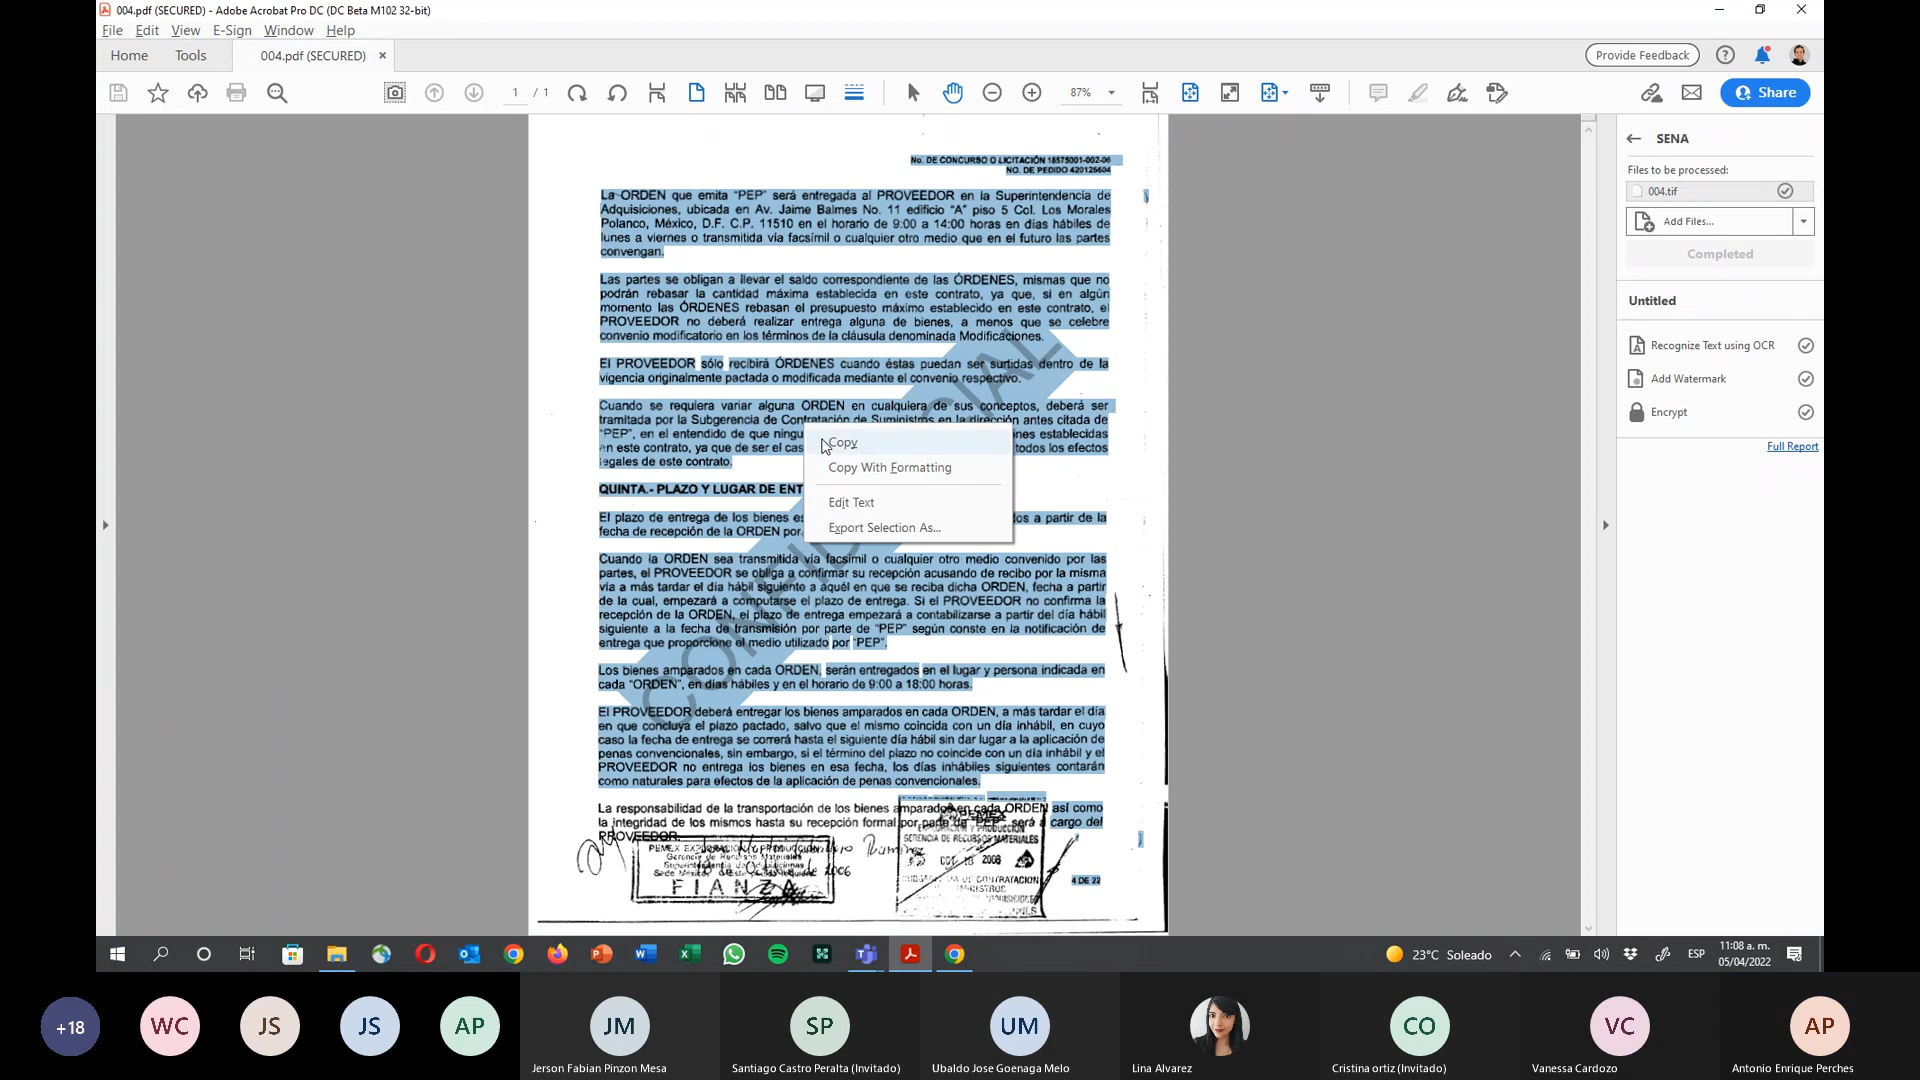 004.pdf (SECURED) - Adobe Acrobat Pro DC (DC Beta M102 32-bit)
File Edit View E-Sign Window Help
Home Tools 004.pdf (SECURED) × Provide Feedback
1 / 1 87% Share
No. DE CONCURSO O LICITACIÓN 18575001-002-06
NO. DE PEDIDO 420126604
La ORDEN que emita "PEP" será entregada al PROVEEDOR en la Superintendencia de
Adquisiciones, ubicada en Av. Jaime Balmes No. 11 edificio "A" piso 5 Col. Los Morales
Polanco, México, D.F. C.P. 11510 en el horario de 9:00 a 14:00 horas en días hábiles de
lunes a viernes o transmitida vía facsímil o cualquier otro medio que en el futuro las partes
convengan.
Las partes se obligan a llevar el saldo correspondiente de las ÓRDENES, mismas que no
podrán rebasar la cantidad máxima establecida en este contrato, ya que, si en algún
momento las ÓRDENES rebasan el presupuesto máximo establecido en este contrato, el
PROVEEDOR no deberá realizar entrega alguna de bienes, a menos que se celebre
convenio modificatorio en los términos de la cláusula denominada Modificaciones.
El PROVEEDOR sólo recibirá ÓRDENES cuando éstas puedan ser surtidas dentro de la
vigencia originalmente pactada o modificada mediante el convenio respectivo.
Cuando se requiera variar alguna ORDEN en cualquiera de sus conceptos, deberá ser
tramitada por la Subgerencia de Contratación de Suministros en la dirección antes citada de
"PEP", en el entendido de que ningu nes establecidas
en este contrato, ya que de ser el cas todos los efectos
legales de este contrato.
QUINTA.- PLAZO Y LUGAR DE ENT
El plazo de entrega de los bienes es dos a partir de la
fecha de recepción de la ORDEN por
Copy
Copy With Formatting
Edit Text
Export Selection As...
Cuando la ORDEN sea transmitida vía facsímil o cualquier otro medio convenido por las
partes, el PROVEEDOR se obliga a confirmar su recepción acusando de recibo por la misma
vía a más tardar el día hábil siguiente a aquél en que se reciba dicha ORDEN, fecha a partir
de la cual, empezará a computarse el plazo de entrega. Si el PROVEEDOR no confirma la
recepción de la ORDEN, el plazo de entrega empezará a contabilizarse a partir del día hábil
siguiente a la fecha de transmisión por parte de "PEP" según conste en la notificación de
entrega que proporcione el medio utilizado por "PEP".
Los bienes amparados en cada ORDEN, serán entregados en el lugar y persona indicada en
cada "ORDEN", en días hábiles y en el horario de 9:00 a 18:00 horas.
El PROVEEDOR deberá entregar los bienes amparados en cada ORDEN, a más tardar el día
en que concluya el plazo pactado, salvo que el mismo coincida con un día inhábil, en cuyo
caso la fecha de entrega se correrá hasta el siguiente día hábil sin dar lugar a la aplicación de
penas convencionales, sin embargo, si el término del plazo no coincide con un día inhábil y el
PROVEEDOR no entrega los bienes en esa fecha, los días inhábiles siguientes contarán
como naturales para efectos de la aplicación de penas convencionales.
La responsabilidad de la transportación de los bienes amparados en cada ORDEN así como
la integridad de los mismos hasta su recepción formal por parte de "PEP" será a cargo del
PROVEEDOR.
PEMEX EXPLORACION Y PRODUCCION
Gerencia de Recursos Materiales
FIANZA
de 2006
Ramirez
PEMEX
EXPLORACIÓN Y PRODUCCIÓN
GERENCIA DE RECURSOS MATERIALES
2006
4 DE 22
SENA
Files to be processed:
004.tif
Add Files...
Completed
Untitled
Recognize Text using OCR
Add Watermark
Encrypt
Full Report
23°C Soleado ESP 11:08 a. m.
05/04/2022
+18 WC JS JS AP JM SP UM CO VC AP
Jerson Fabian Pinzon Mesa Santiago Castro Peralta (Invitado) Ubaldo Jose Goenaga Melo Lina Alvarez Cristina ortiz (Invitado) Vanessa Cardozo Antonio Enrique Perches